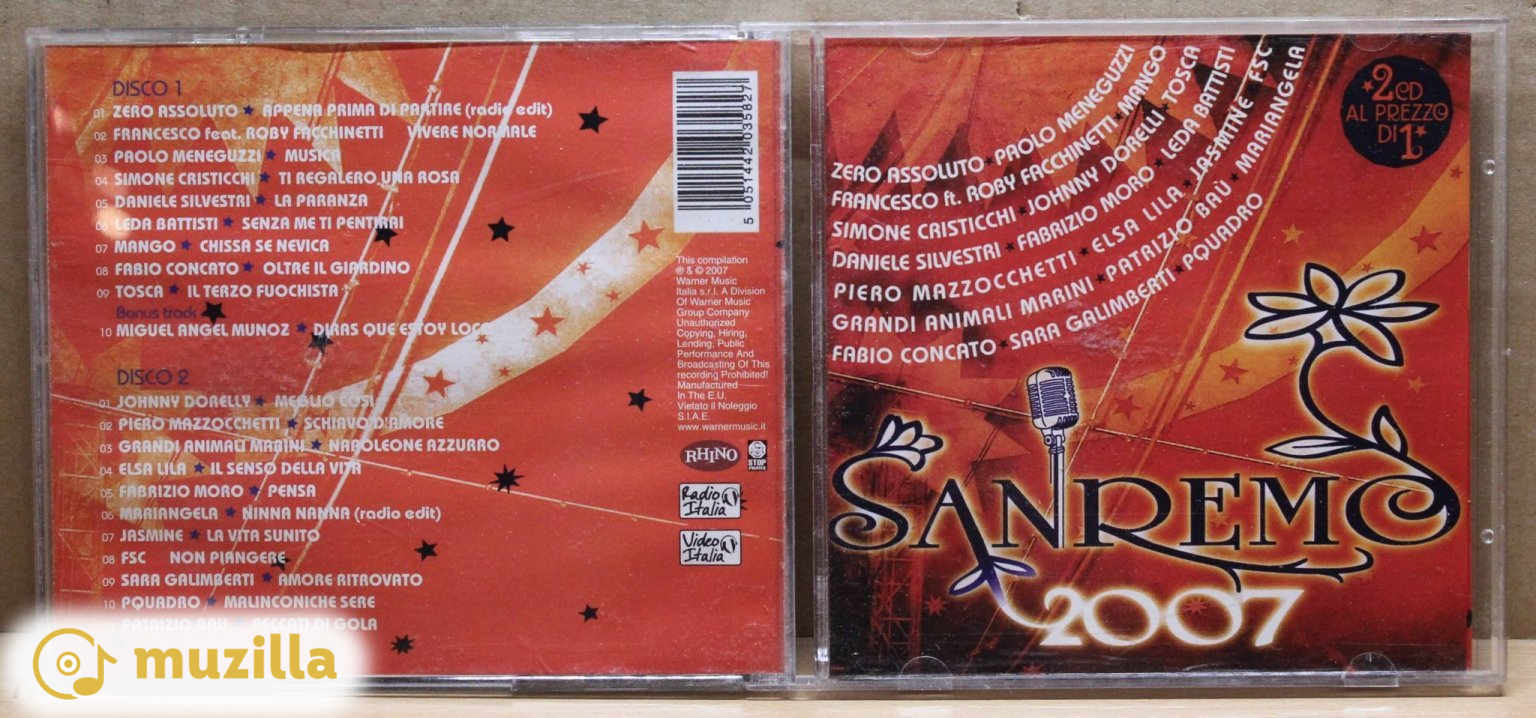 DISCO 1
01 ZERO ASSOLUTO ★ APPENA PRIMA DI PARTIRE (radio edit)
02 FRANCESCO feat. ROBY FACCHINETTI VIVERE NORMALE
03 PAOLO MENEGUZZI ★ MUSICA
04 SIMONE CRISTICCHI ★ TI REGALERO UNA ROSA
05 DANIELE SILVESTRI ★ LA PARANZA
06 LEDA BATTISTI ★ SENZA ME TI PENTIRAI
07 MANGO ★ CHISSA SE NEVICA
08 FABIO CONCATO ★ OLTRE IL GIARDINO
09 TOSCA ★ IL TERZO FUOCHISTA
Bonus track
10 MIGUEL ANGEL MUNOZ ★ DIRAS QUE ESTOY LOCO
DISCO 2
01 JOHNNY DORELLY ★ MEGLIO COSI
02 PIERO MAZZOCCHETTI ★ SCHIAVO D'AMORE
03 GRANDI ANIMALI MARINI ★ NAPOLEONE AZZURRO
04 ELSA LILA ★ IL SENSO DELLA VITA
05 FABRIZIO MORO ★ PENSA
06 MARIANGELA ★ NINNA NANNA (radio edit)
07 JASMINE ★ LA VITA SUNITO
08 FSC NON PIANGERE
09 SARA GALIMBERTI ★ AMORE RITROVATO
10 PQUADRO ★ MALINCONICHE SERE
PATRIZIO BAU ★ PECCATI DI GOLA
5 051442 035827
This compilation
℗ & © 2007
Warner Music
Italia s.r.l. A Division
Of Warner Music
Group Company
Unauthorized
Copying, Hiring,
Lending, Public
Performance And
Broadcasting Of This
recording Prohibited!
Manufactured
In The E.U.
Vietato il Noleggio
S.I.A.E.
www.warnermusic.it
RHINO
STOP
Radio
Italia
Video
Italia
muzilla
ZERO ASSOLUTO ★ PAOLO MENEGUZZI
FRANCESCO ft. ROBY FACCHINETTI ★ MANGO
SIMONE CRISTICCHI ★ JOHNNY DORELLI ★ TOSCA
DANIELE SILVESTRI ★ FABRIZIO MORO ★ LEDA BATTISTI
PIERO MAZZOCCHETTI ★ ELSA LILA ★ JASMINE ★ FSC
GRANDI ANIMALI MARINI ★ PATRIZIO BAÙ ★ MARIANGELA
FABIO CONCATO ★ SARA GALIMBERTI ★ PQUADRO
2 CD
AL PREZZO
DI 1
SANREMO
2007